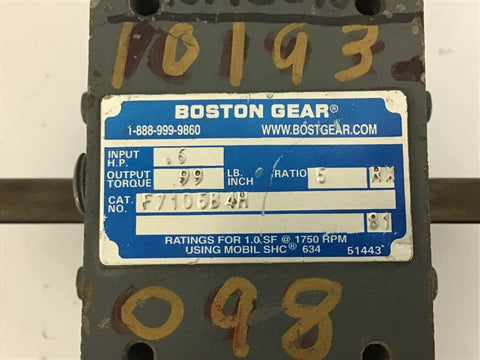 10193
BOSTON GEAR®
1-888-999-9860 WWW.BOSTGEAR.COM
INPUT H.P. .6
OUTPUT TORQUE 99 LB. INCH RATIO 5 RX
CAT. NO. F7105B4H
81
RATINGS FOR 1.0 SF @ 1750 RPM
USING MOBIL SHC® 634 51443
098